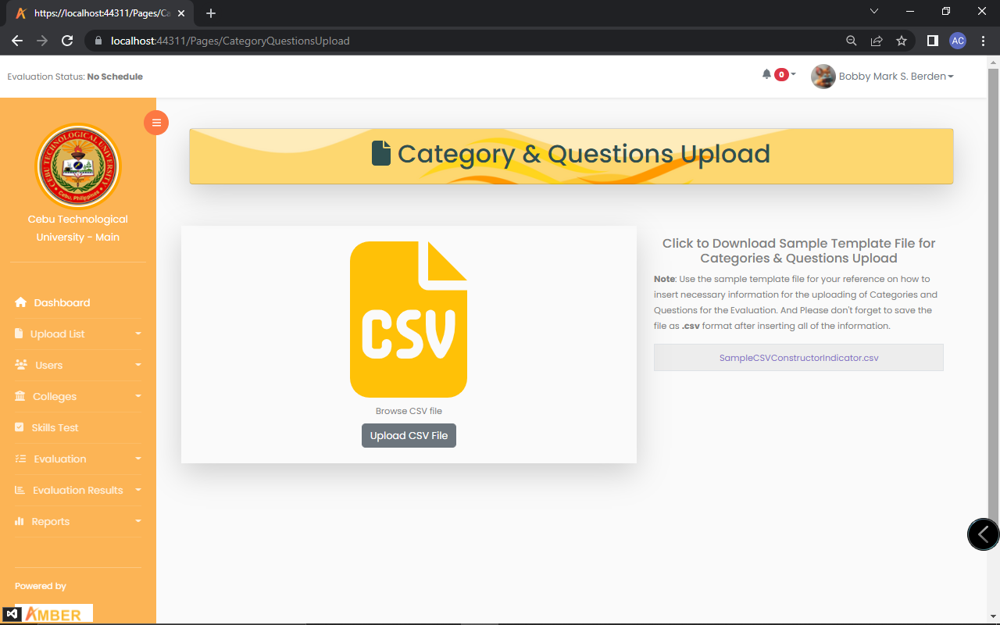 https://localhost:44311/Pages/Ca
localhost:44311/Pages/CategoryQuestionsUpload
AC
Evaluation Status: No Schedule
0
Bobby Mark S. Berden
CEBU TECHNOLOGICAL UNIVERSITY
Cebu, Philippines
Cebu Technological
University - Main
Dashboard
Upload List
Users
Colleges
Skills Test
Evaluation
Evaluation Results
Reports
Powered by
AMBER
Category & Questions Upload
CSV
Browse CSV file
Upload CSV File
Click to Download Sample Template File for
Categories & Questions Upload
Note: Use the sample template file for your reference on how to
insert necessary information for the uploading of Categories and
Questions for the Evaluation. And Please don't forget to save the
file as .csv format after inserting all of the information.
SampleCSVConstructorIndicator.csv